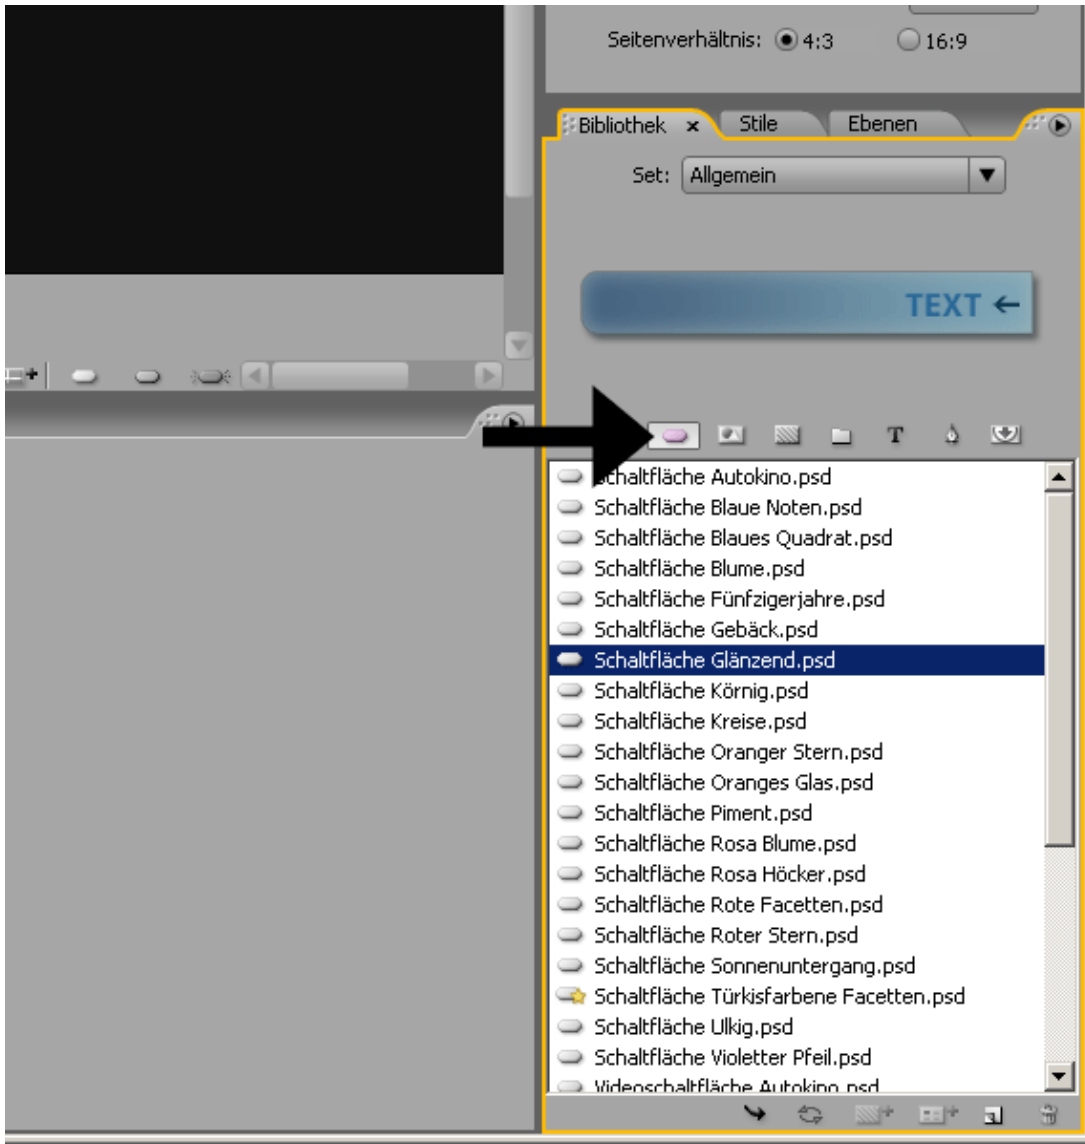 Seitenverhältnis: 4:3 16:9
Bibliothek x Stile Ebenen
Set: Allgemein
TEXT ←
T
Schaltfläche Autokino.psd
Schaltfläche Blaue Noten.psd
Schaltfläche Blaues Quadrat.psd
Schaltfläche Blume.psd
Schaltfläche Fünfzigerjahre.psd
Schaltfläche Gebäck.psd
Schaltfläche Glänzend.psd
Schaltfläche Körnig.psd
Schaltfläche Kreise.psd
Schaltfläche Oranger Stern.psd
Schaltfläche Oranges Glas.psd
Schaltfläche Piment.psd
Schaltfläche Rosa Blume.psd
Schaltfläche Rosa Höcker.psd
Schaltfläche Rote Facetten.psd
Schaltfläche Roter Stern.psd
Schaltfläche Sonnenuntergang.psd
Schaltfläche Türkisfarbene Facetten.psd
Schaltfläche Ulkig.psd
Schaltfläche Violetter Pfeil.psd
Videoschaltfläche Autokino.psd